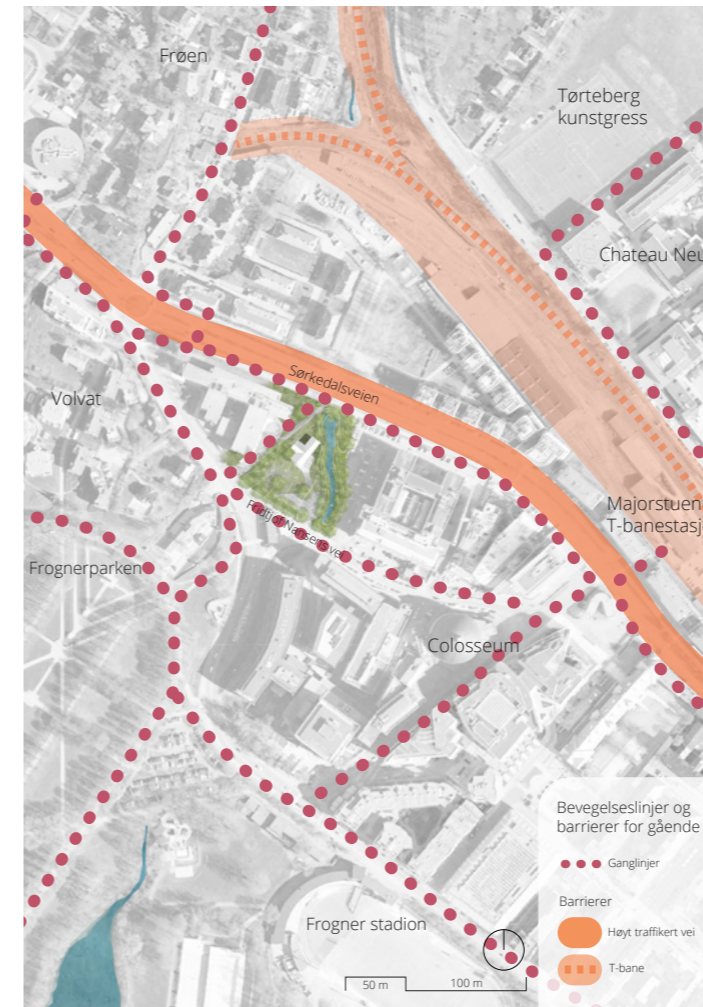 Frøen
Tørteberg
kunstgress
Chateau Neu
Sørkedalsveien
Volvat
Majorstuen
T-banestasj
Fridtjof Nansens vei
Frognerparken
Colosseum
Frogner stadion
50 m
100 m
Bevegelseslinjer og
barrierer for gående
Ganglinjer
Barrierer
Høyt traffikert vei
T-bane